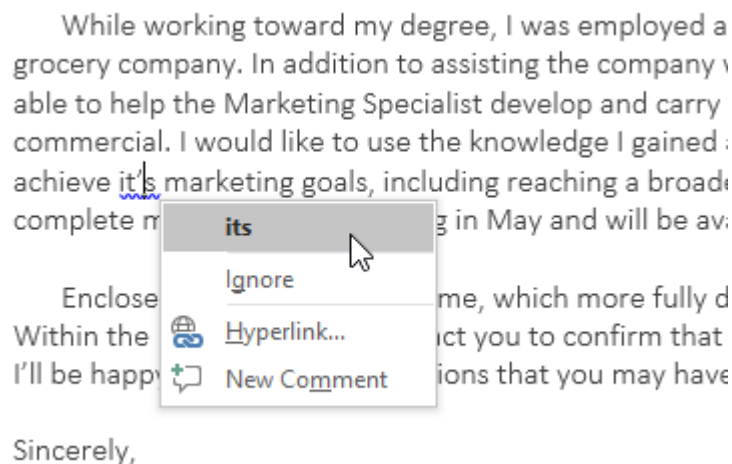 While working toward my degree, I was employed a
grocery company. In addition to assisting the company
able to help the Marketing Specialist develop and carry
commercial. I would like to use the knowledge I gained
achieve it's marketing goals, including reaching a broade
complete in May and will be ava
its
Ignore
Enclose me, which more fully d
Within the Hyperlink... act you to confirm that
I'll be happy New Comment ions that you may have
Sincerely,